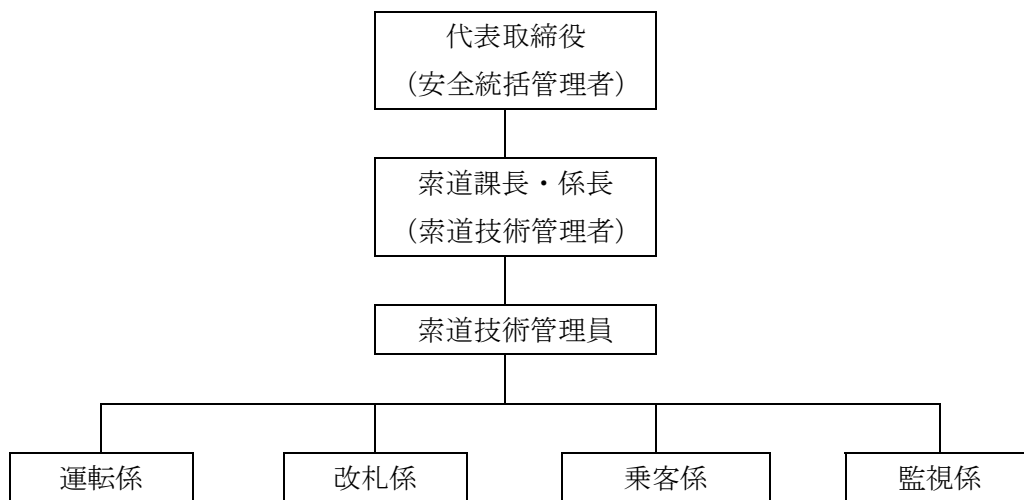 代表取締役
（安全統括管理者）
索道課長・係長
（索道技術管理者）
索道技術管理員
運転係
改札係
乗客係
監視係